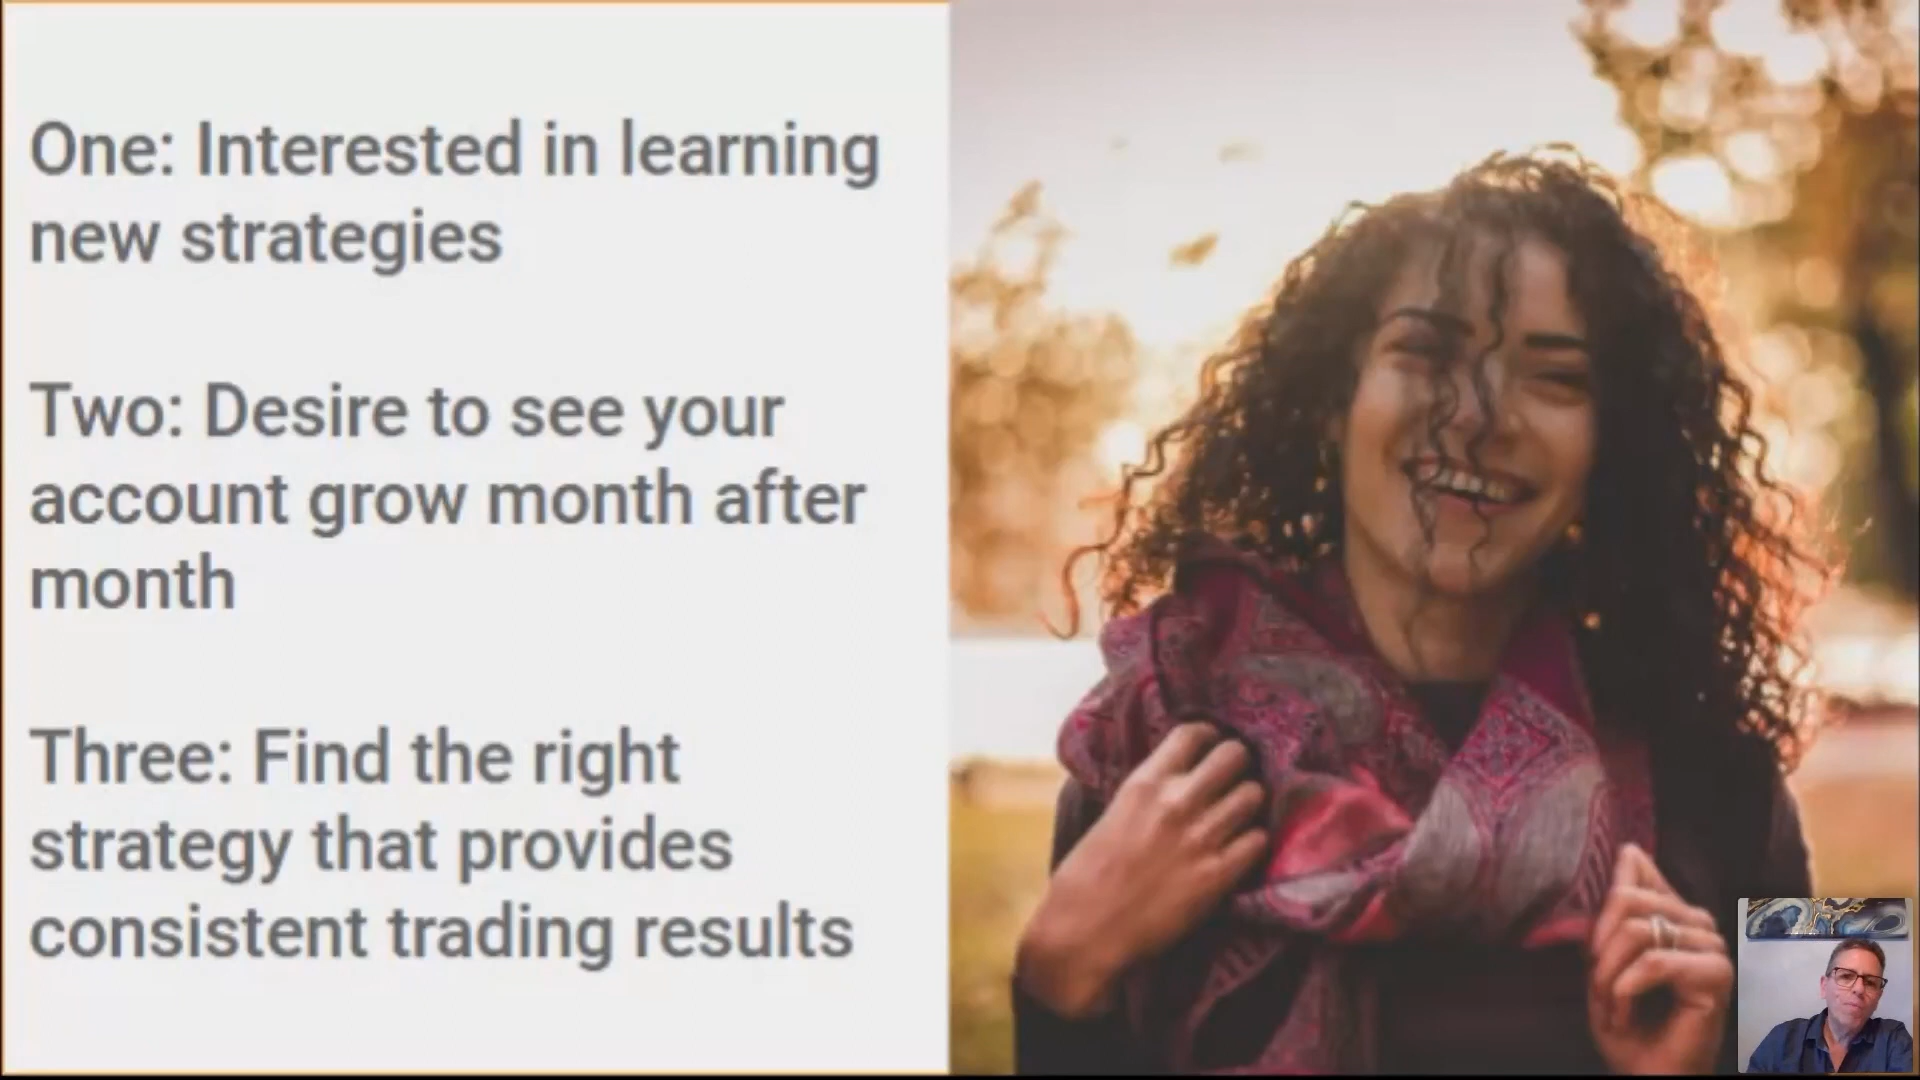 One: Interested in learning
new strategies
Two: Desire to see your
account grow month after
month
Three: Find the right
strategy that provides
consistent trading results